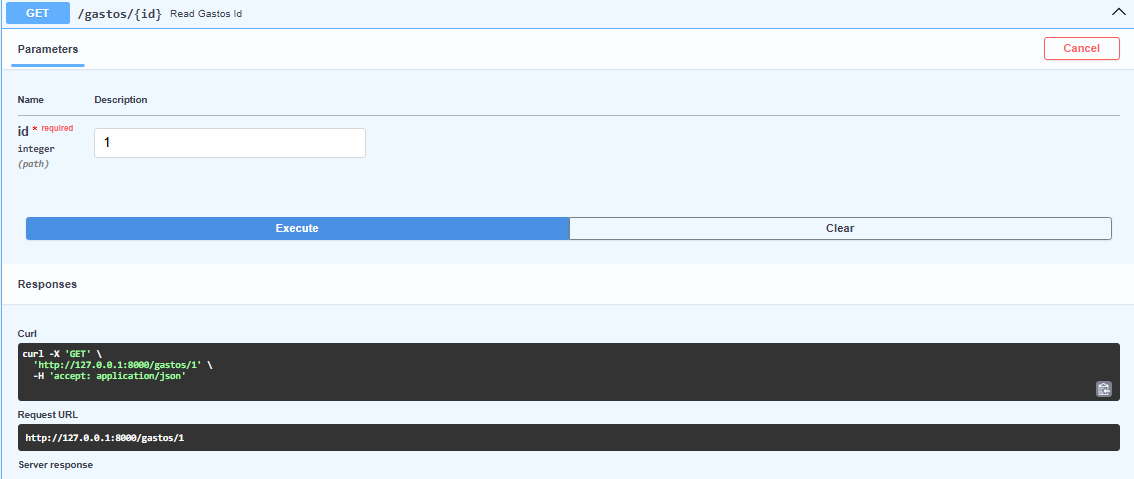 GET /gastos/{id} Read Gastos Id
Parameters
Cancel
Name Description
id * required
integer
(path)
1
Execute Clear
Responses
Curl
curl -X 'GET' \
  'http://127.0.0.1:8000/gastos/1' \
  -H 'accept: application/json'
Request URL
http://127.0.0.1:8000/gastos/1
Server response